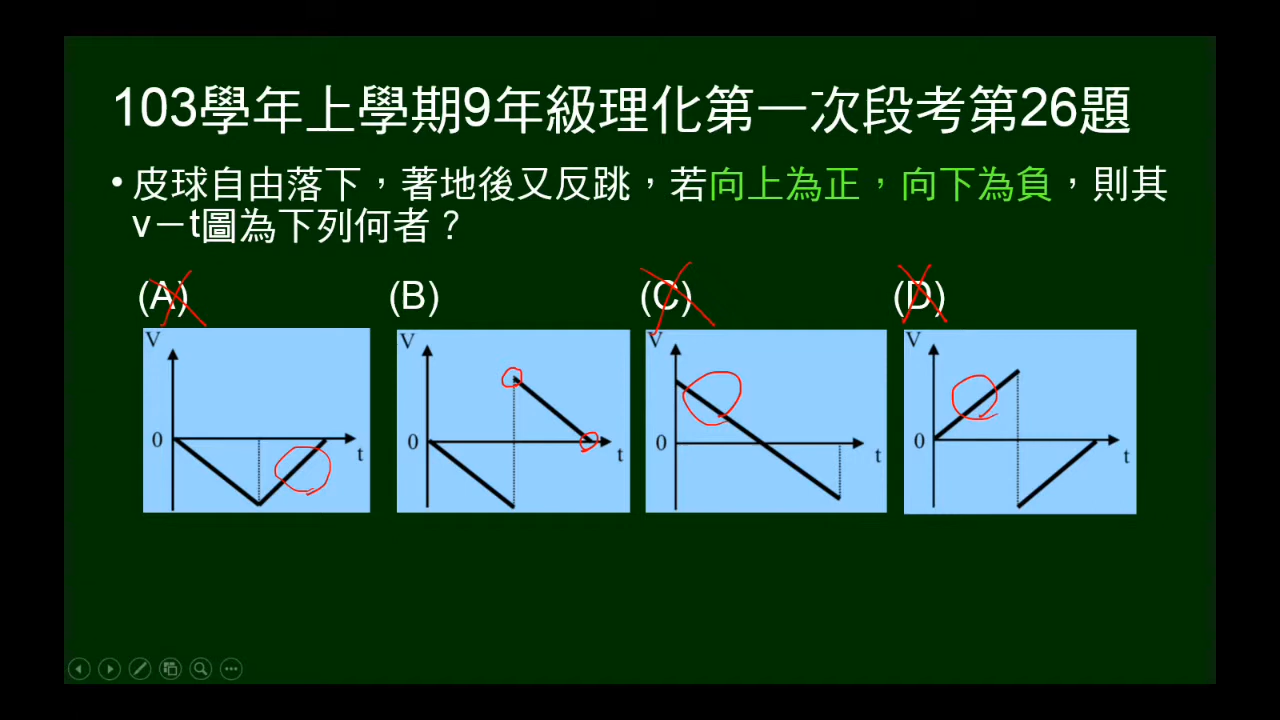 103學年上學期9年級理化第一次段考第26題
• 皮球自由落下，著地後又反跳，若向上為正，向下為負，則其
v－t圖為下列何者？
(A) (B) (C) (D)
V V V V
0 0 0 0
t t t t